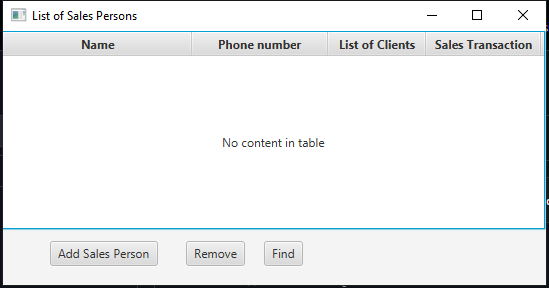 List of Sales Persons
Name Phone number List of Clients Sales Transaction
No content in table
Add Sales Person Remove Find